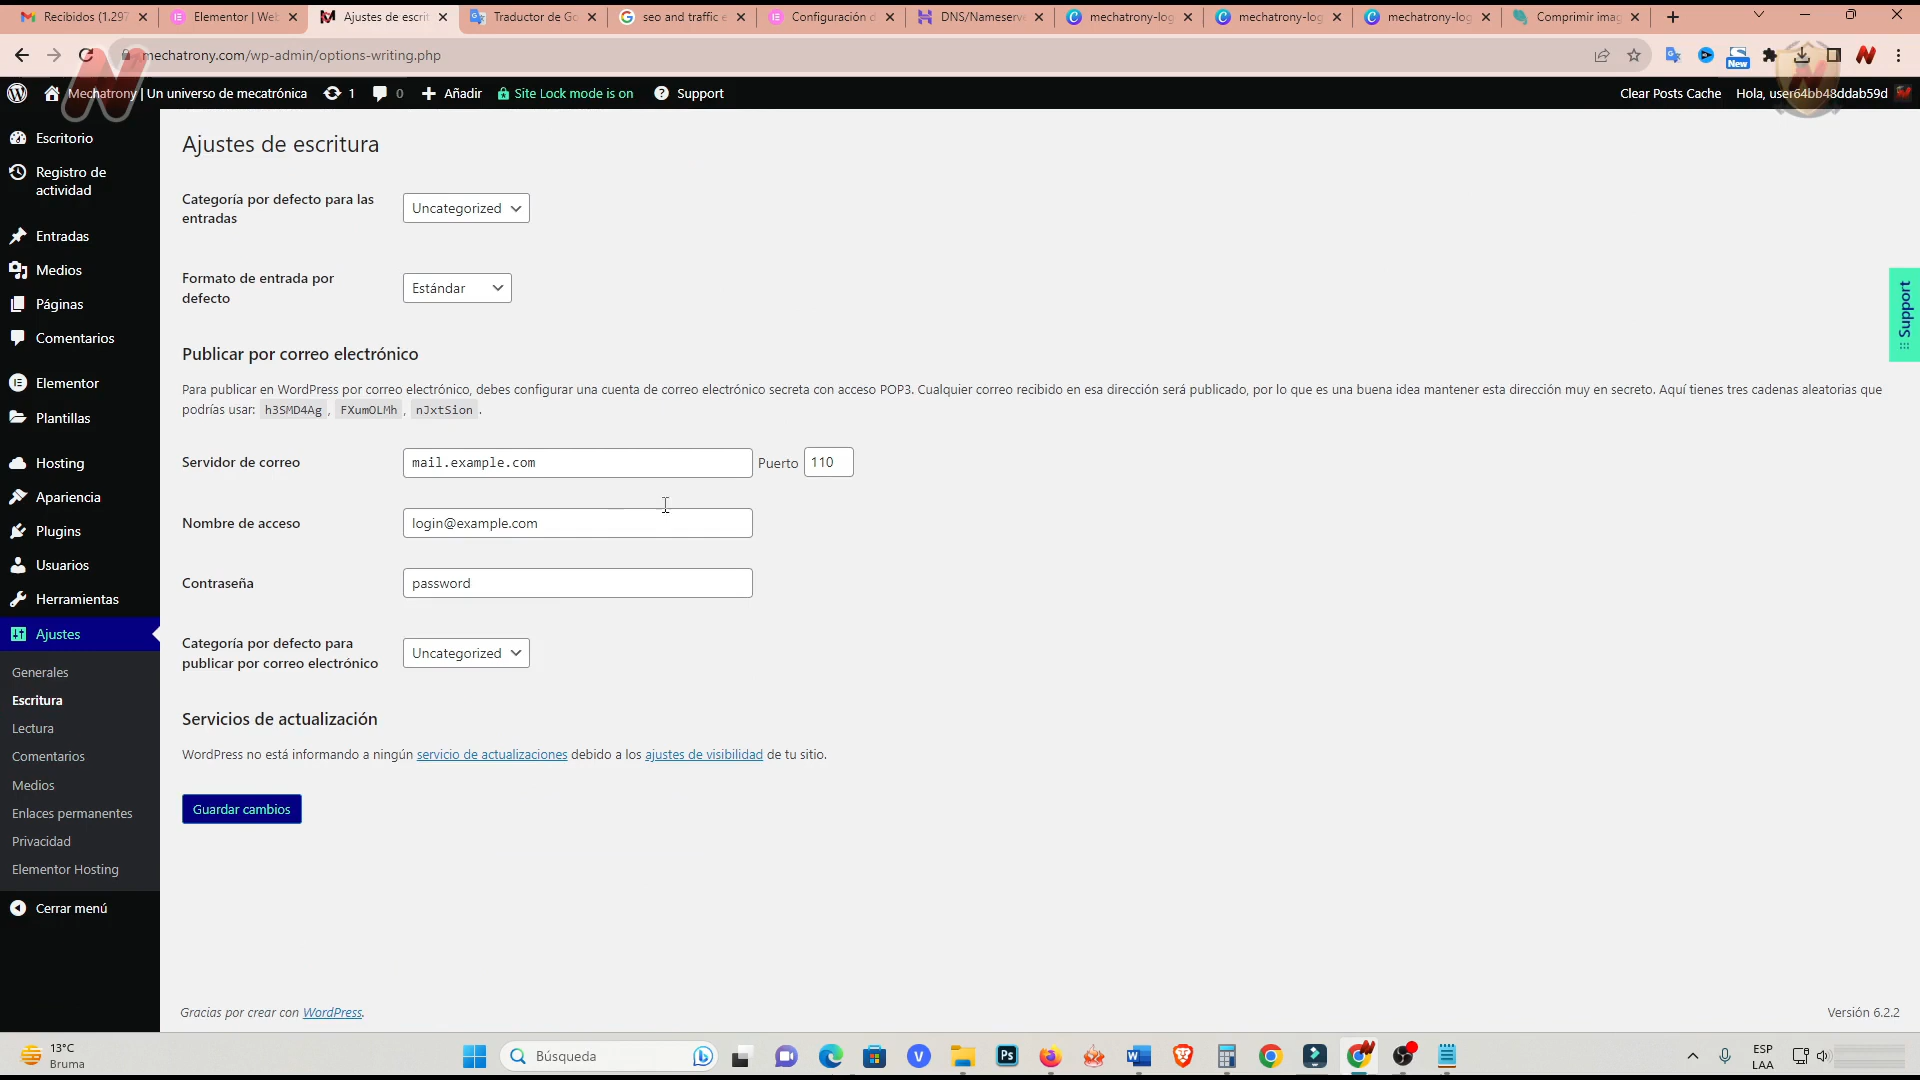 Recibidos (1.297
Elementor | Web
Ajustes de escrit
Traductor de Go
seo and traffic e
Configuración d
DNS/Nameserve
mechatrony-log
mechatrony-log
mechatrony-log
Comprimir imag
mechatrony.com/wp-admin/options-writing.php
New
Mechatrony | Un universo de mecatrónica
1
0
Añadir
Site Lock mode is on
Support
Clear Posts Cache
Hola, user64bb48ddab59d
Escritorio
Registro de
actividad
Entradas
Medios
Páginas
Comentarios
Elementor
Plantillas
Hosting
Apariencia
Plugins
Usuarios
Herramientas
Ajustes
Generales
Escritura
Lectura
Comentarios
Medios
Enlaces permanentes
Privacidad
Elementor Hosting
Cerrar menú
Ajustes de escritura
Categoría por defecto para las
entradas
Uncategorized
Formato de entrada por
defecto
Estándar
Publicar por correo electrónico
Para publicar en WordPress por correo electrónico, debes configurar una cuenta de correo electrónico secreta con acceso POP3. Cualquier correo recibido en esa dirección será publicado, por lo que es una buena idea mantener esta dirección muy en secreto. Aquí tienes tres cadenas aleatorias que
podrías usar: h3SMD4Ag , FXumOLMh , nJxtSion .
Servidor de correo
mail.example.com
Puerto
110
Nombre de acceso
login@example.com
Contraseña
password
Categoría por defecto para
publicar por correo electrónico
Uncategorized
Servicios de actualización
WordPress no está informando a ningún servicio de actualizaciones debido a los ajustes de visibilidad de tu sitio.
Guardar cambios
Support
Gracias por crear con WordPress.
Versión 6.2.2
13°C
Bruma
Búsqueda
Ps
ESP
LAA